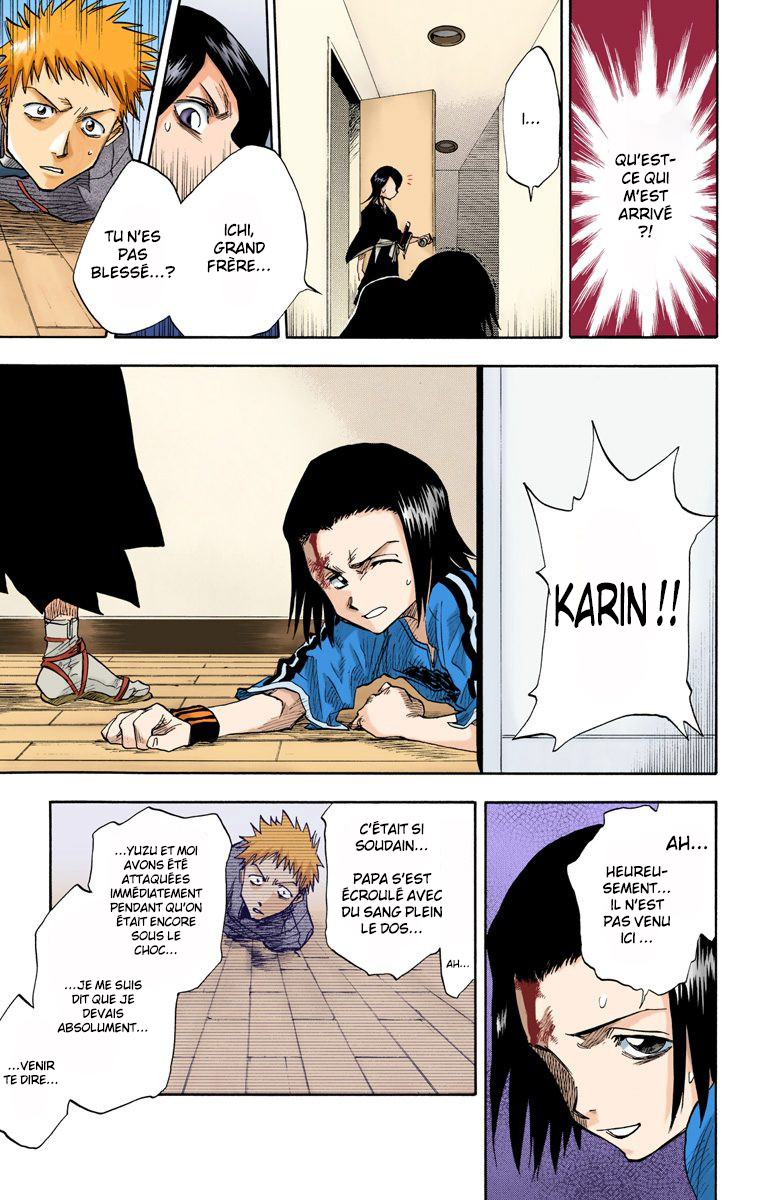 QU'EST-
CE QUI
M'EST
ARRIVÉ
?!
I...
ICHI,
GRAND
FRÈRE...
TU N'ES
PAS
BLESSÉ...?
KARIN !!
AH...
HEUREU-
SEMENT...
IL N'EST
PAS VENU
ICI ...
C'ÉTAIT SI
SOUDAIN...
PAPA S'EST
ÉCROULÉ AVEC
DU SANG PLEIN
LE DOS...
AH...
...YUZU ET MOI
AVONS ÉTÉ
ATTAQUÉES
IMMÉDIATEMENT
PENDANT QU'ON
ÉTAIT ENCORE
SOUS LE
CHOC...
...JE ME SUIS
DIT QUE JE
DEVAIS
ABSOLUMENT...
...VENIR
TE DIRE...